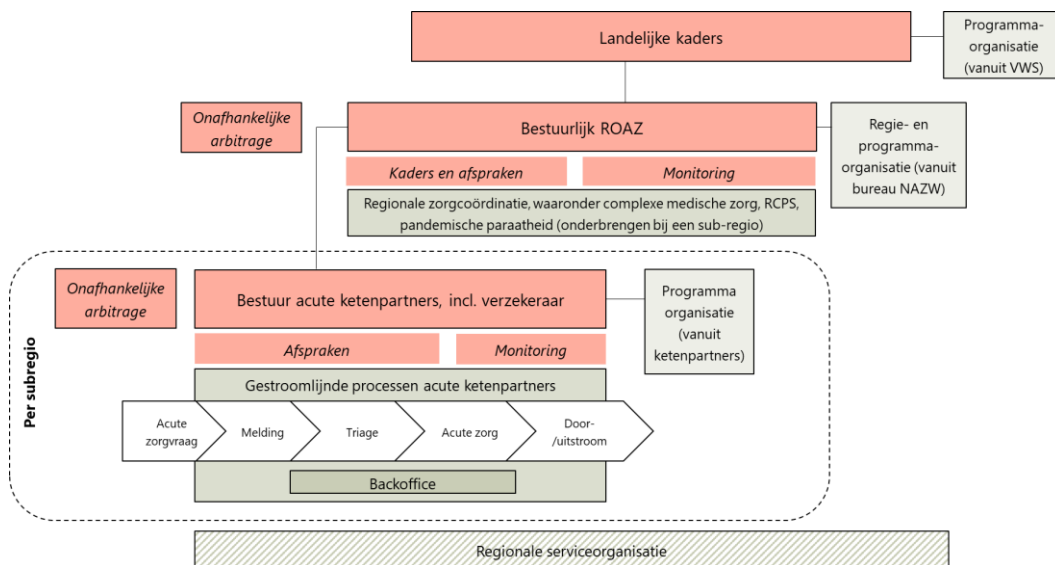 Landelijke kaders
Programma-
organisatie
(vanuit VWS)
Onafhankelijke
arbitrage
Bestuurlijk ROAZ
Regie- en
programma-
organisatie (vanuit
bureau NAZW)
Kaders en afspraken
Monitoring
Regionale zorgcoördinatie, waaronder complexe medische zorg, RCPS,
pandemische paraatheid (onderbrengen bij een sub-regio)
Per subregio
Onafhankelijke
arbitrage
Bestuur acute ketenpartners, incl. verzekeraar
Programma
organisatie
(vanuit
ketenpartners)
Afspraken
Monitoring
Gestroomlijnde processen acute ketenpartners
Acute
zorgvraag
Melding
Triage
Acute zorg
Door-
/uitstroom
Backoffice
Regionale serviceorganisatie